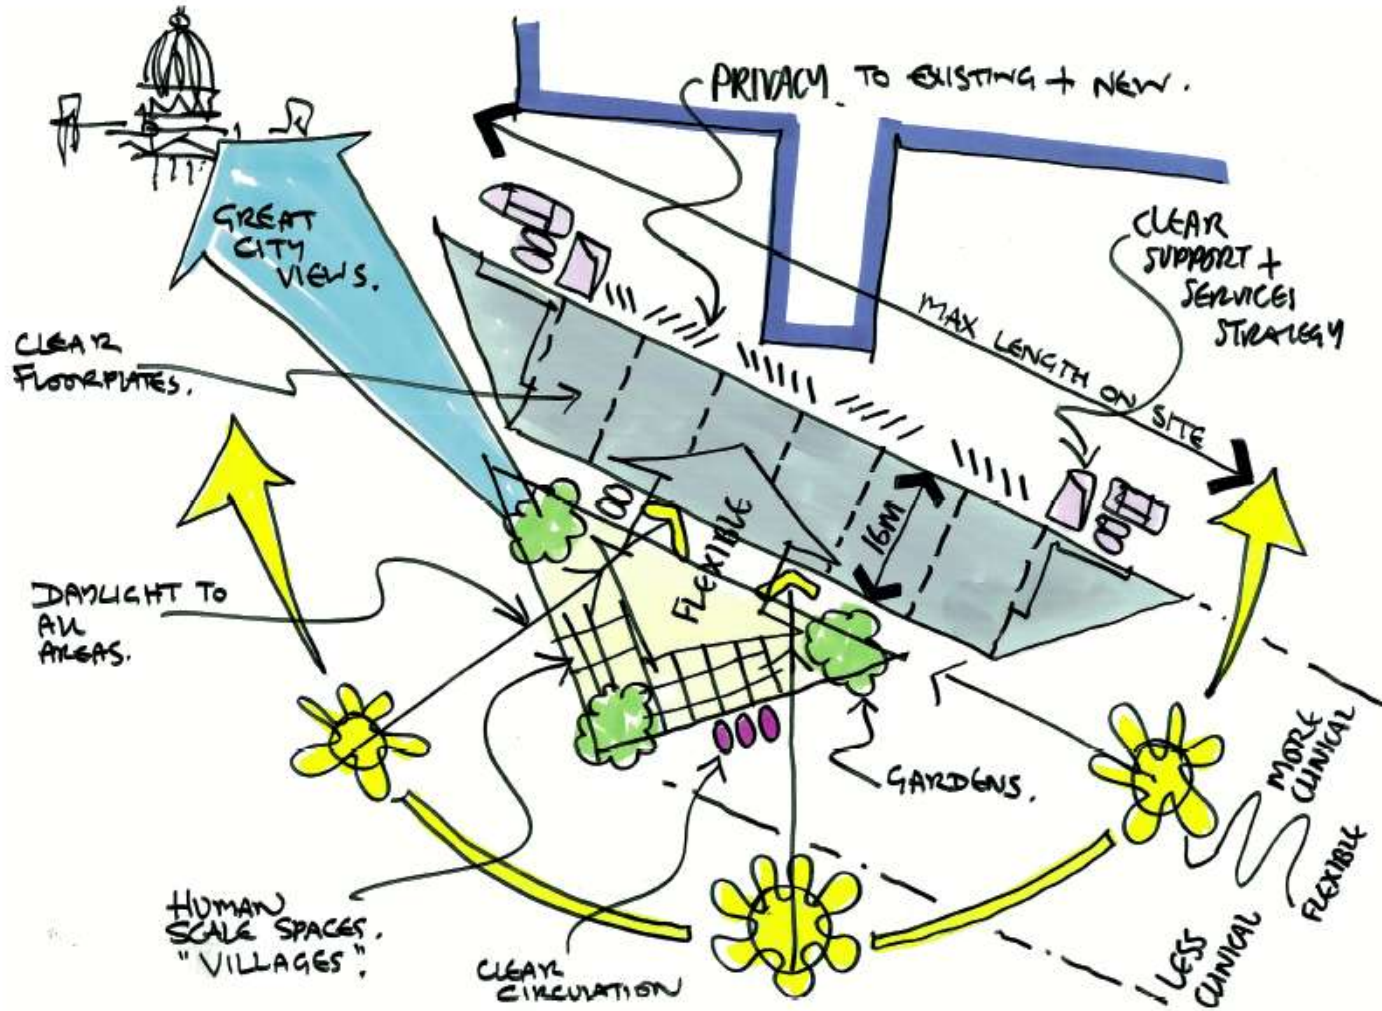 PRIVACY TO EXISTING + NEW.
GREAT
CITY
VIEWS.
CLEAR
SUPPORT +
SERVICES
STRATEGY
MAX LENGTH ON SITE
CLEAR
FLOORPLATES.
FLEXIBLE
16M
DAYLIGHT TO
ALL
AREAS.
GARDENS.
MORE
CLINICAL
FLEXIBLE
LESS
CLINICAL
HUMAN
SCALE SPACES.
"VILLAGES".
CLEAR
CIRCULATION